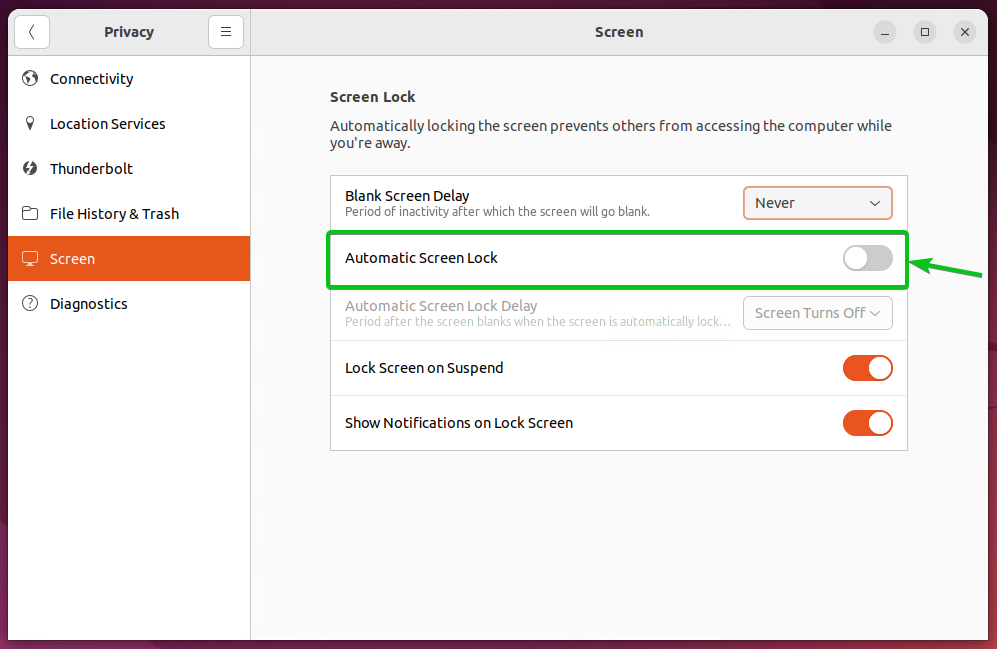 Privacy
Screen
Connectivity
Location Services
Thunderbolt
File History & Trash
Screen
Diagnostics
Screen Lock
Automatically locking the screen prevents others from accessing the computer while
you're away.
Blank Screen Delay
Period of inactivity after which the screen will go blank.
Never
Automatic Screen Lock
Automatic Screen Lock Delay
Period after the screen blanks when the screen is automatically lock…
Screen Turns Off
Lock Screen on Suspend
Show Notifications on Lock Screen